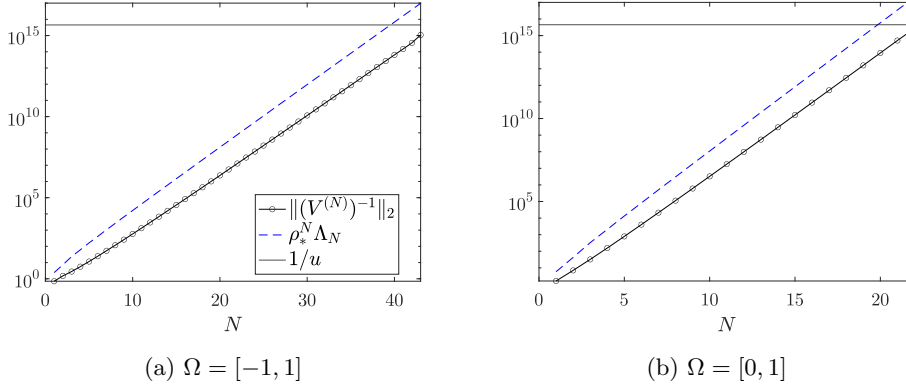 10^{15}
10^{10}
10^5
10^0
0 10 20 30 40
N
‖(V^{(N)})^{-1}‖_2
ρ_*^N Λ_N
1/u
(a) Ω = [−1, 1]
10^{15}
10^{10}
10^5
0 5 10 15 20
N
(b) Ω = [0, 1]